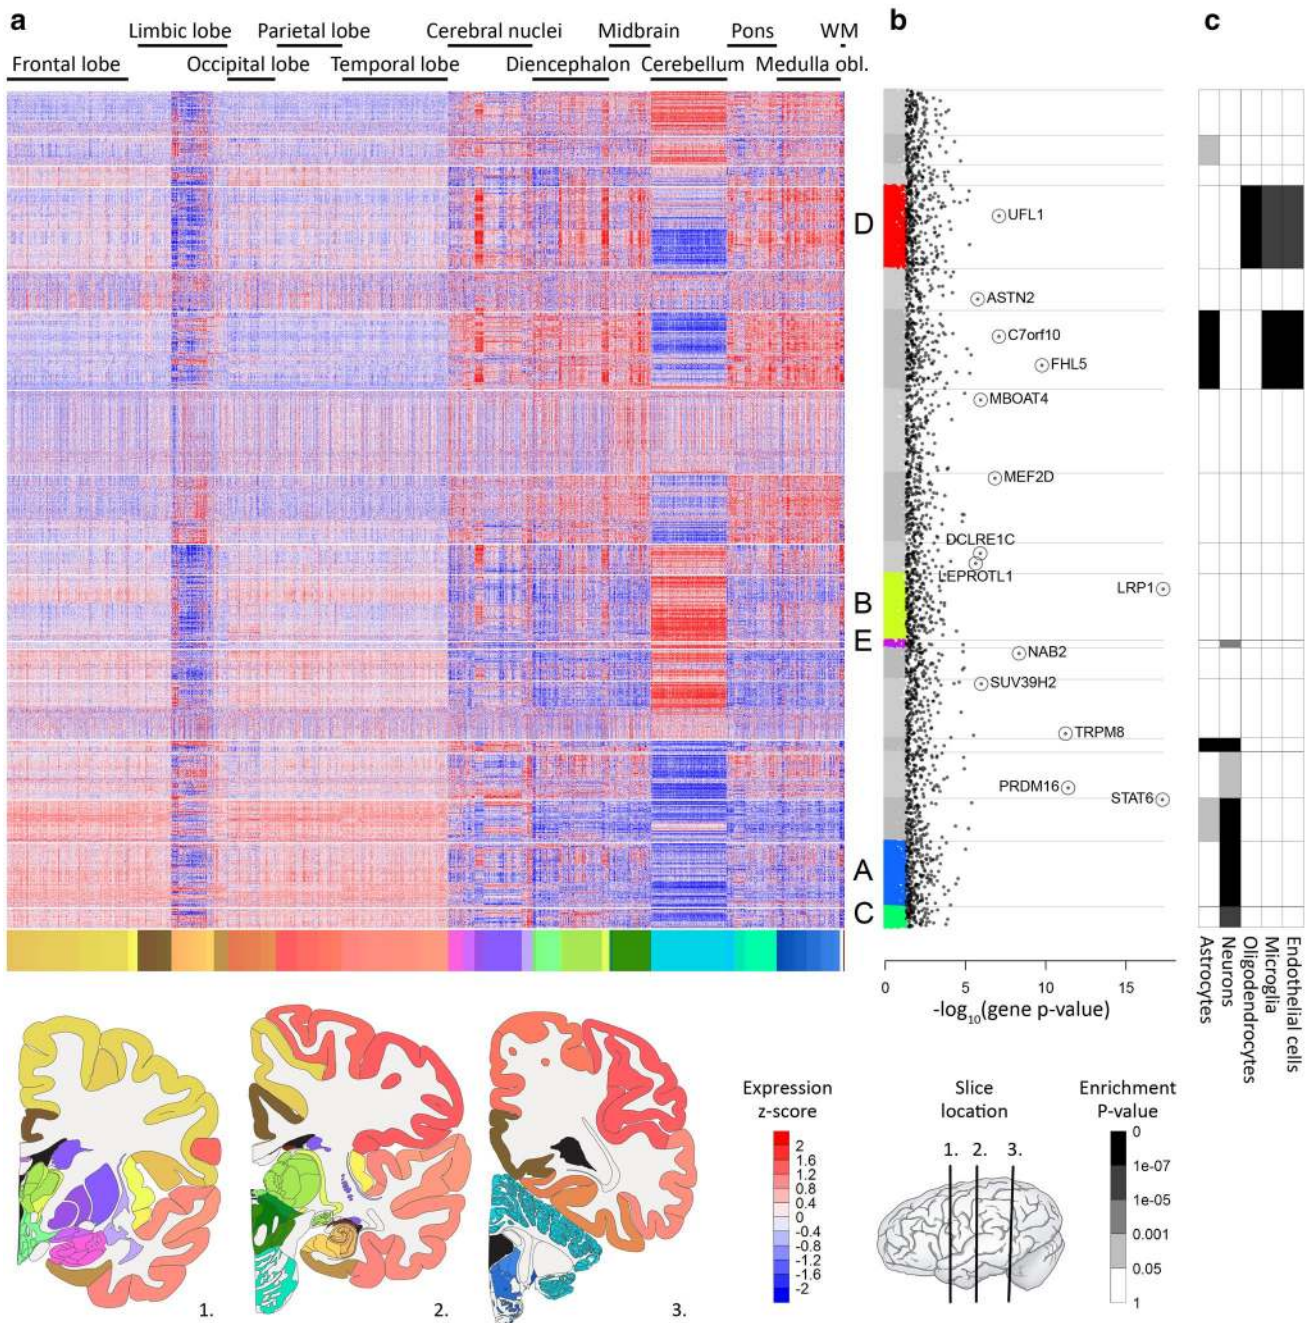 a
b
c
Limbic lobe
Parietal lobe
Cerebral nuclei
Midbrain
Pons
WM
Frontal lobe
Occipital lobe
Temporal lobe
Diencephalon
Cerebellum
Medulla obl.
D
UFL1
ASTN2
C7orf10
FHL5
MBOAT4
MEF2D
DCLRE1C
LEPROTL1
LRP1
B
E
NAB2
SUV39H2
TRPM8
PRDM16
STAT6
A
C
0
5
10
15
-log10(gene p-value)
Astrocytes
Neurons
Oligodendrocytes
Microglia
Endothelial cells
Expression
z-score
2
1.6
1.2
0.8
0.4
0
-0.4
-0.8
-1.2
-1.6
-2
Slice
location
1.
2.
3.
Enrichment
P-value
0
1e-07
1e-05
0.001
0.05
1
1.
2.
3.